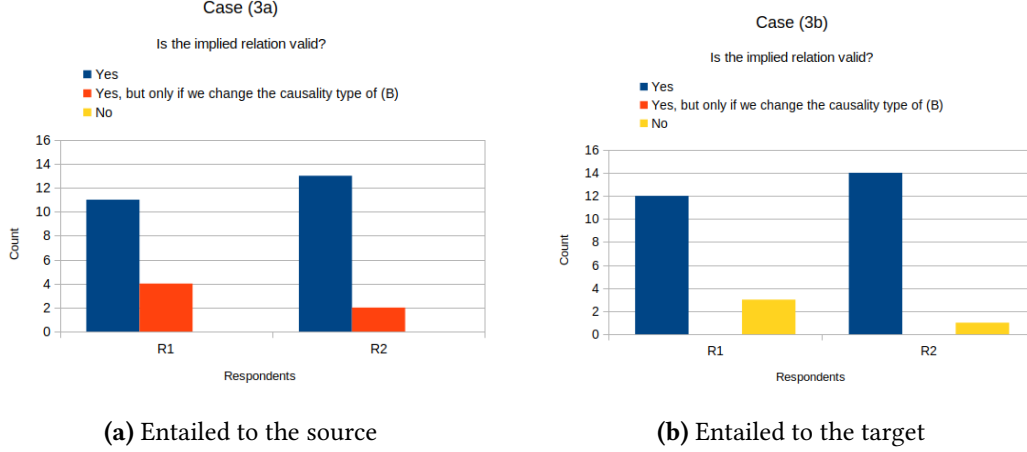 Case (3a)
Is the implied relation valid?
Yes
Yes, but only if we change the causality type of (B)
No
16
14
12
10
8
6
4
2
0
Count
R1 R2
Respondents
(a) Entailed to the source
Case (3b)
Is the implied relation valid?
Yes
Yes, but only if we change the causality type of (B)
No
16
14
12
10
8
6
4
2
0
Count
R1 R2
Respondents
(b) Entailed to the target